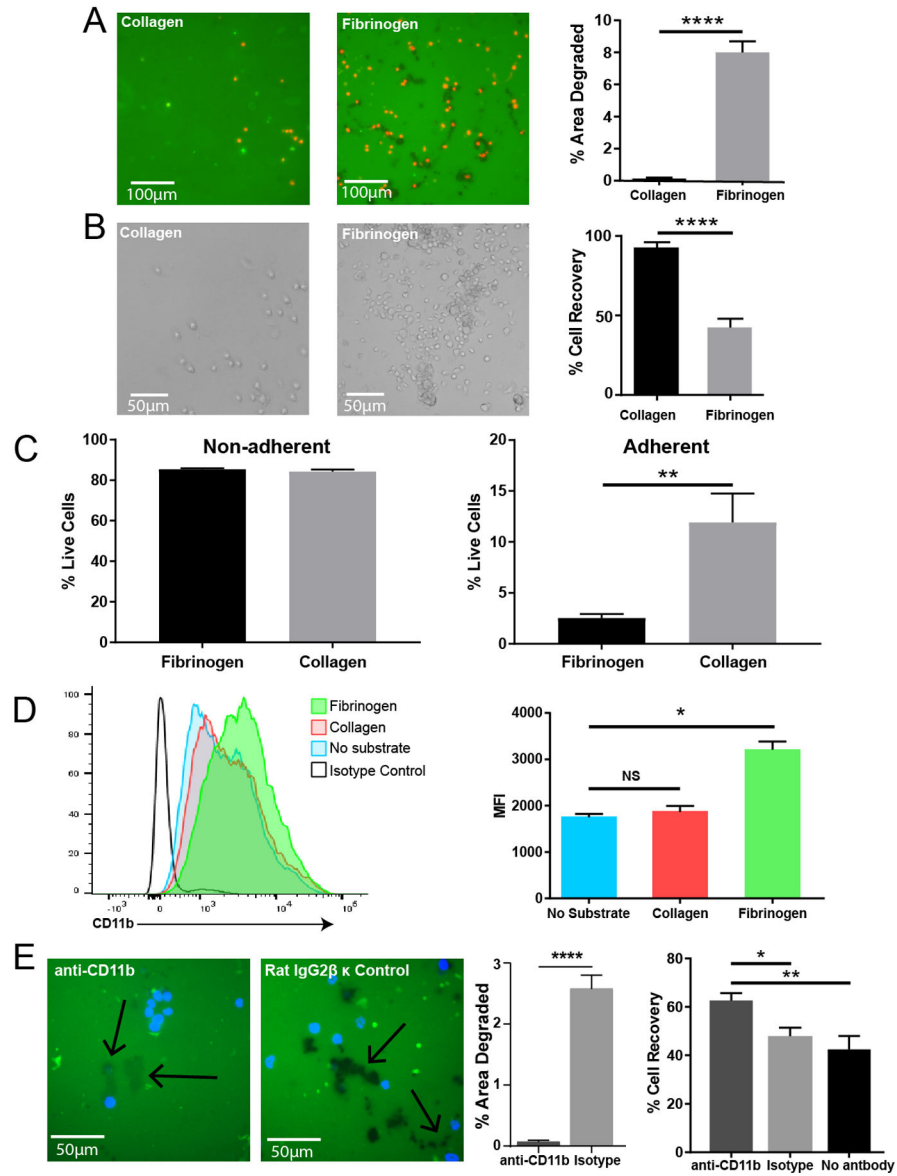 A
Collagen
100µm
Fibrinogen
100µm
% Area Degraded
8
6
4
2
0
****
Collagen
Fibrinogen
B
Collagen
50µm
Fibrinogen
50µm
% Cell Recovery
100
50
0
****
Collagen
Fibrinogen
C
Non-adherent
% Live Cells
100
80
60
40
20
0
Fibrinogen
Collagen
Adherent
% Live Cells
20
15
10
5
0
**
Fibrinogen
Collagen
D
100
80
60
40
20
0
-10³
0
10³
10⁴
10⁵
CD11b
Fibrinogen
Collagen
No substrate
Isotype Control
MFI
4000
3000
2000
1000
0
*
NS
No Substrate
Collagen
Fibrinogen
E
anti-CD11b
50µm
Rat IgG2β κ Control
50µm
% Area Degraded
3
2
1
0
****
anti-CD11b
Isotype
% Cell Recovery
80
60
40
20
0
*
**
anti-CD11b
Isotype
No antbody